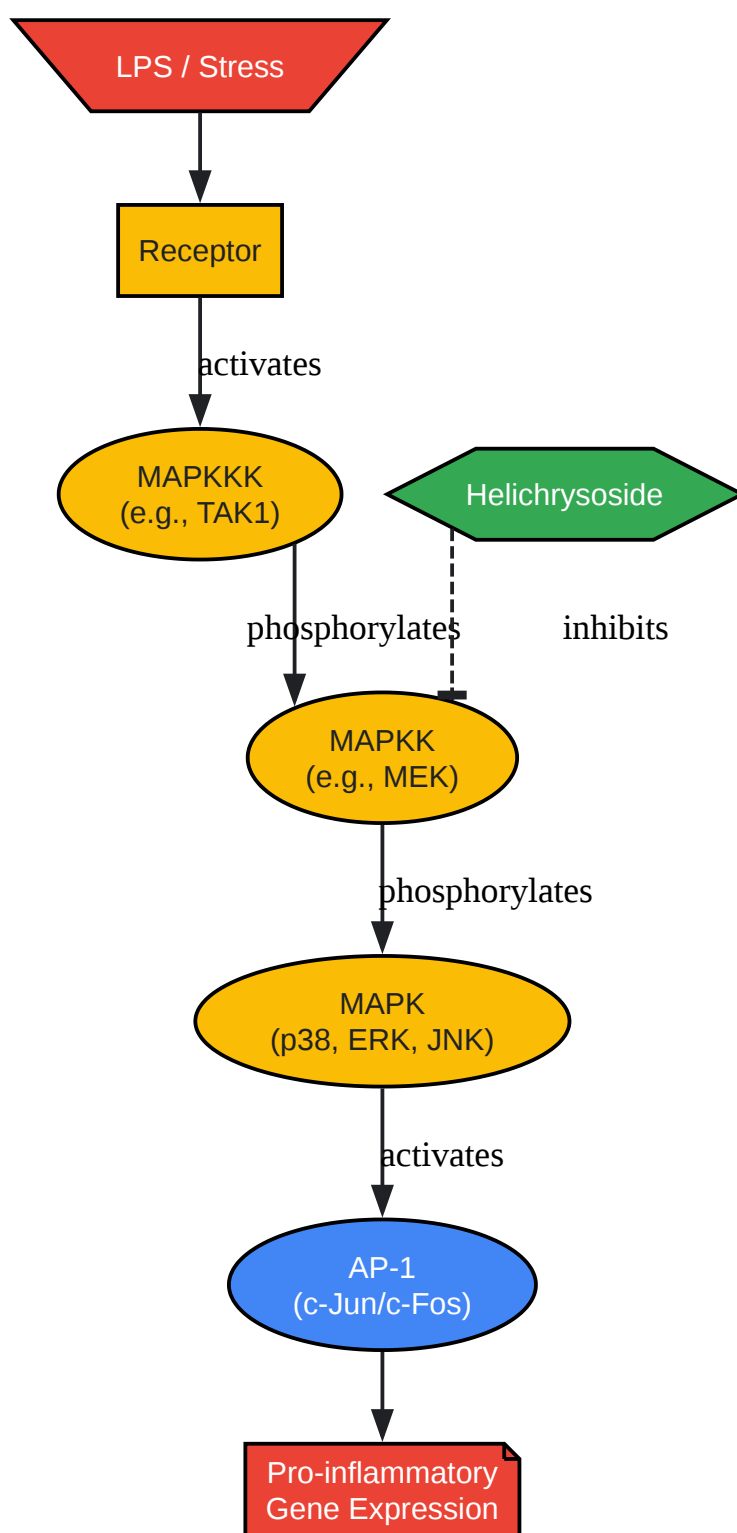 LPS / Stress
Receptor
activates
MAPKKK
(e.g., TAK1)
Helichrysoside
phosphorylates
inhibits
MAPKK
(e.g., MEK)
phosphorylates
MAPK
(p38, ERK, JNK)
activates
AP-1
(c-Jun/c-Fos)
Pro-inflammatory
Gene Expression